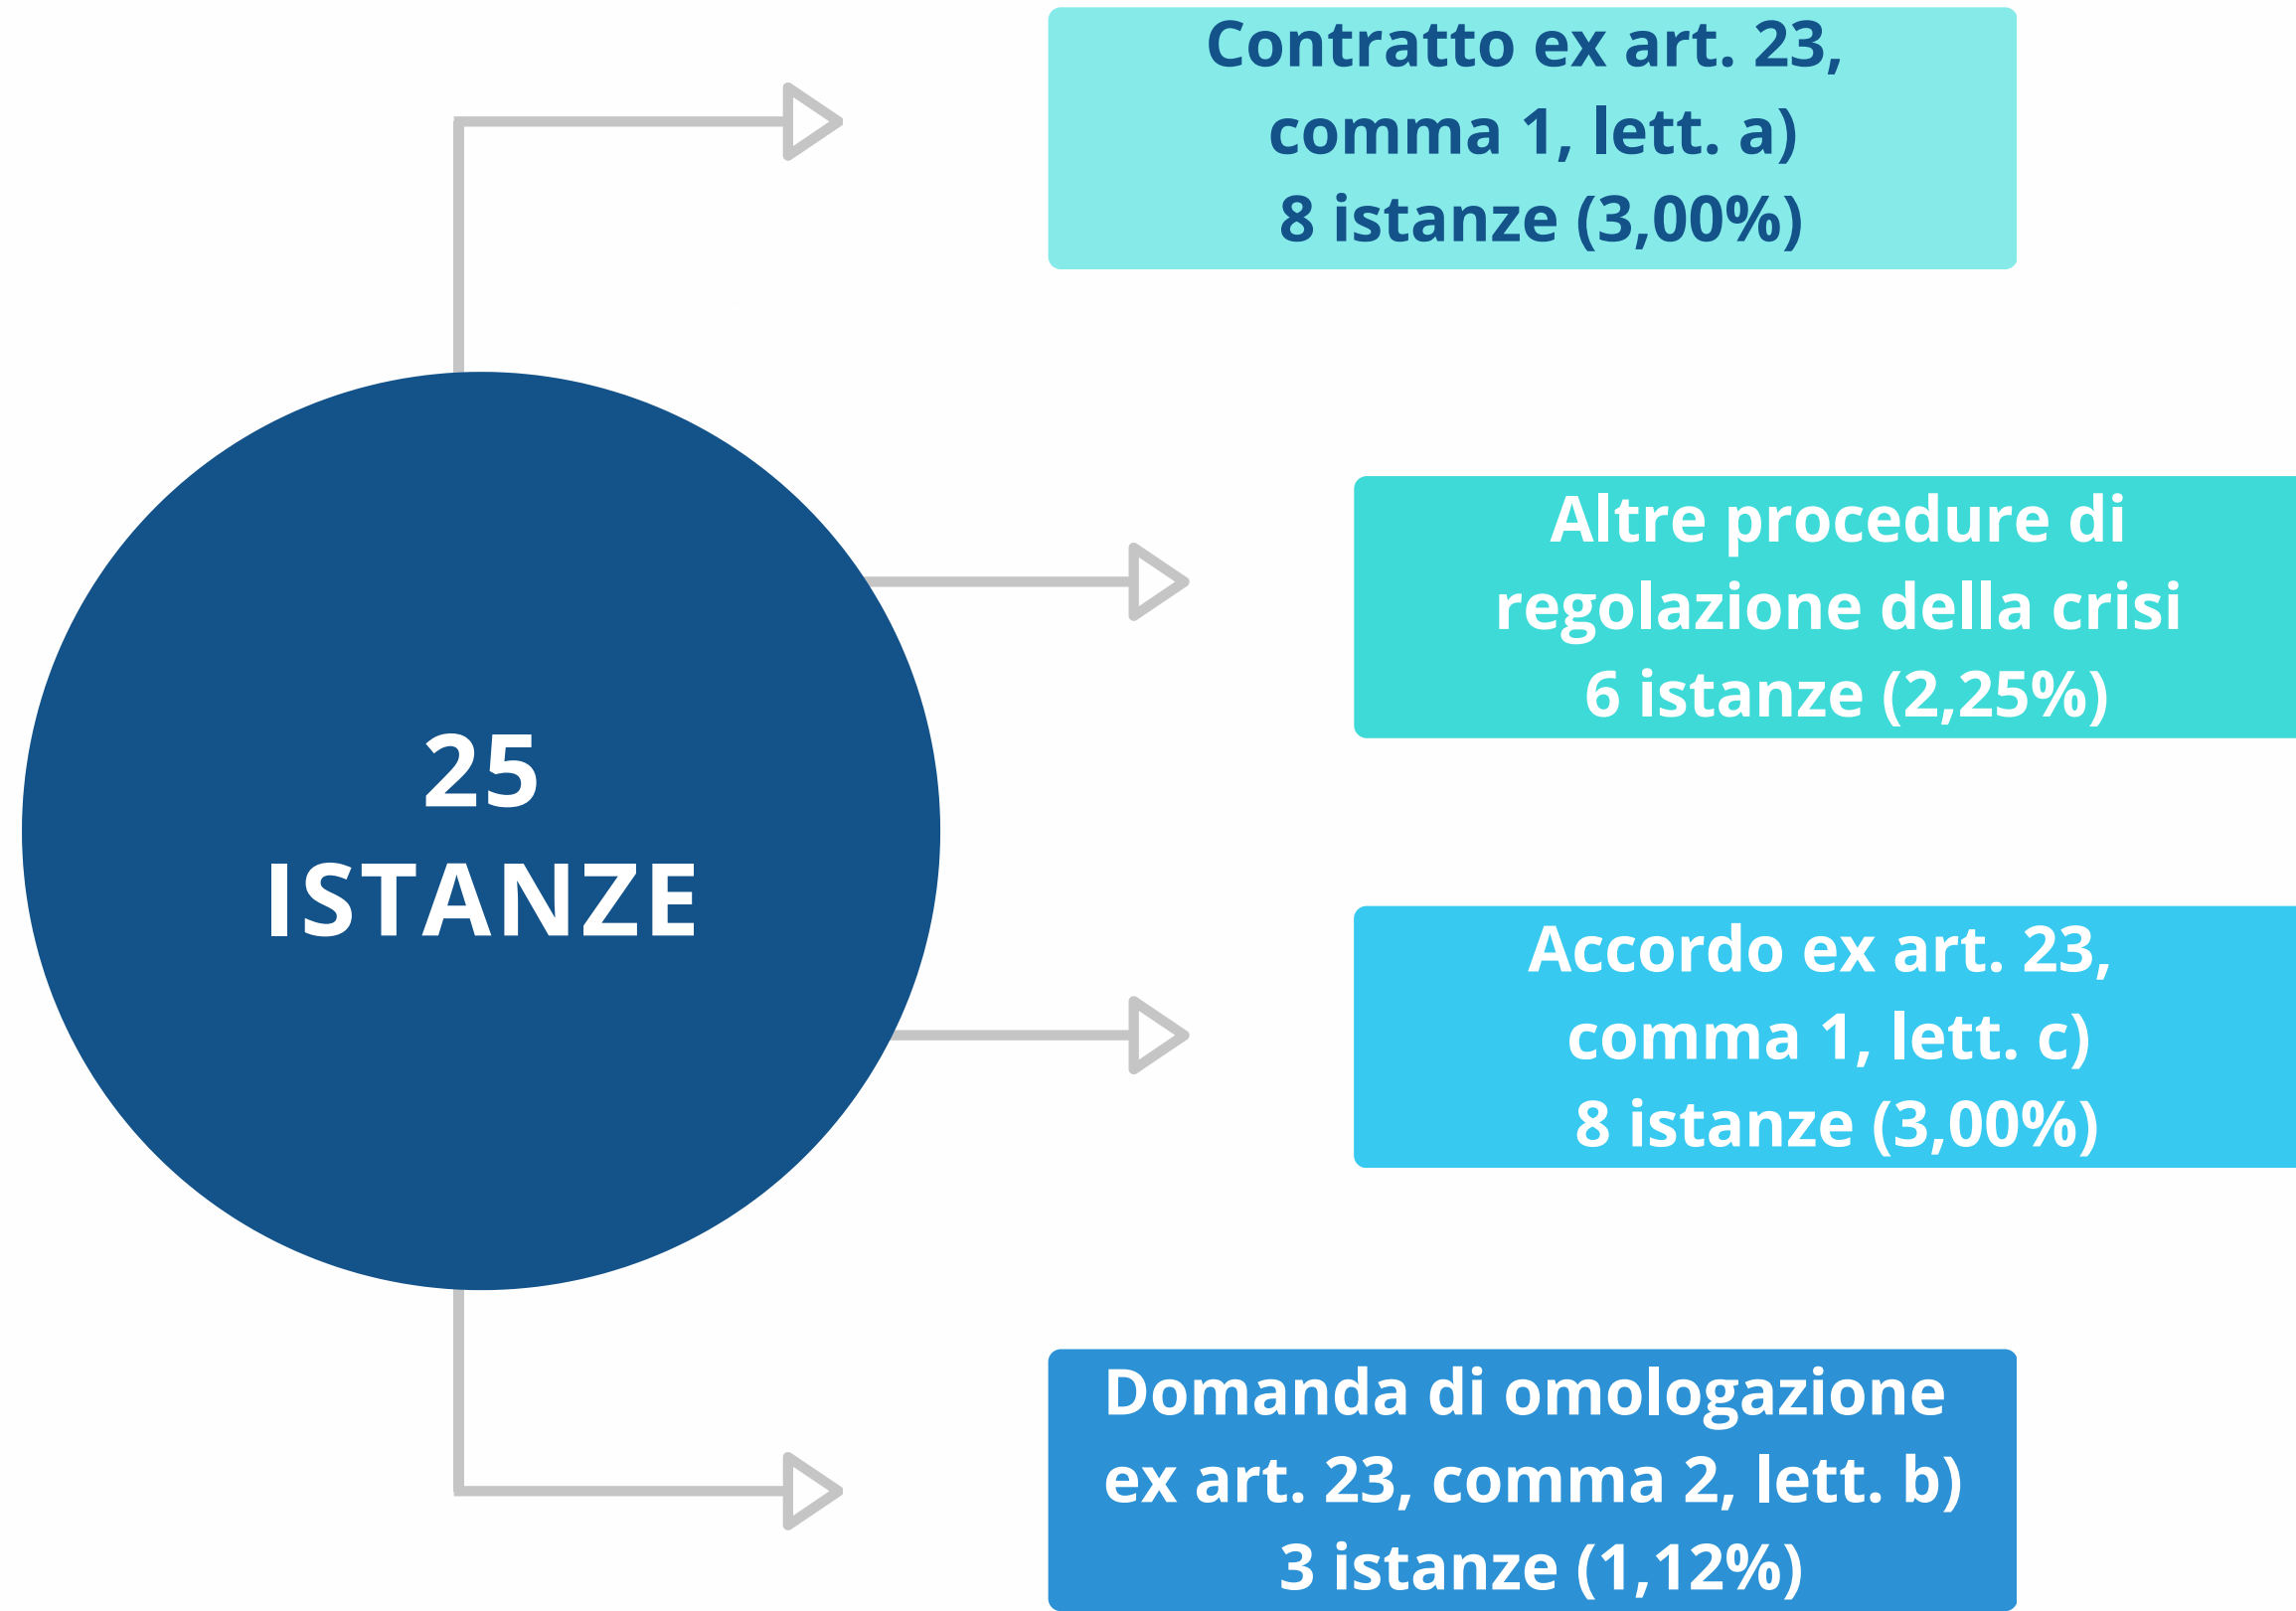 25
ISTANZE
Contratto ex art. 23,
comma 1, lett. a)
8 istanze (3,00%)
Altre procedure di
regolazione della crisi
6 istanze (2,25%)
Accordo ex art. 23,
comma 1, lett. c)
8 istanze (3,00%)
Domanda di omologazione
ex art. 23, comma 2, lett. b)
3 istanze (1,12%)